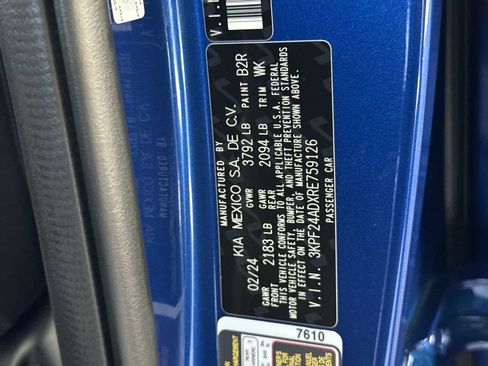 MANUFACTURED BY
KIA MEXICO S.A. DE C.V.
02/24 GVWR 3792 LB PAINT B2R
GAWR FRONT 2183 LB GAWR REAR 2094 LB TRIM WK
THIS VEHICLE CONFORMS TO ALL APPLICABLE U.S.A. FEDERAL
MOTOR VEHICLE SAFETY, BUMPER, AND THEFT PREVENTION STANDARDS
IN EFFECT ON THE DATE OF MANUFACTURE SHOWN ABOVE.
V.I.N. 3KPF24ADXRE759126
PASSENGER CAR
7610